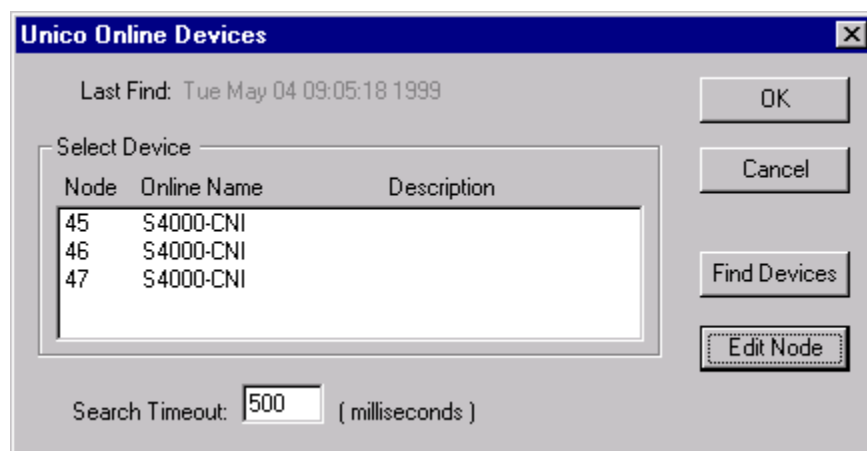 Unico Online Devices
Last Find: Tue May 04 09:05:18 1999
OK
Select Device
Cancel
Node Online Name Description
45 S4000-CNI
46 S4000-CNI
47 S4000-CNI
Find Devices
Edit Node
Search Timeout: 500 ( milliseconds )